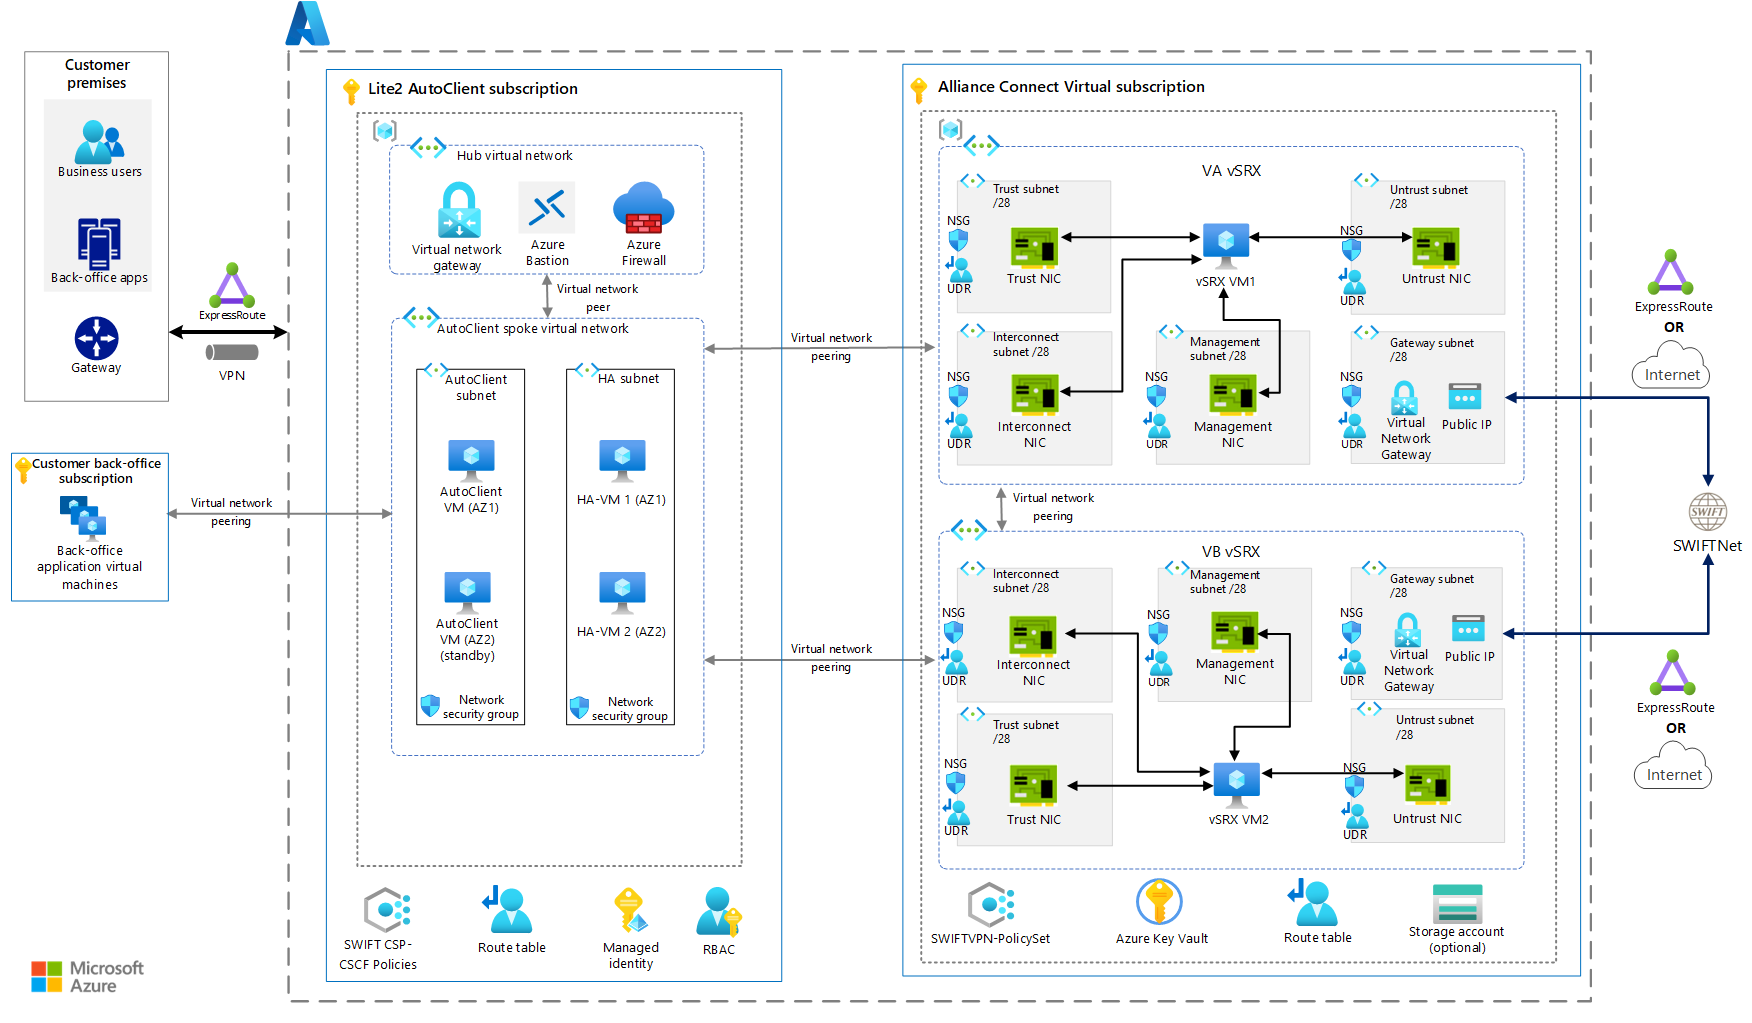 Customer
premises
Business users
Back-office apps
Gateway
ExpressRoute
VPN
Customer back-office
subscription
Back-office
application virtual
machines
Virtual network
peering
Microsoft
Azure
Lite2 AutoClient subscription
Hub virtual network
Virtual network
gateway
Azure
Bastion
Azure
Firewall
Virtual network
peer
AutoClient spoke virtual network
AutoClient
subnet
AutoClient
VM (AZ1)
AutoClient
VM (AZ2)
(standby)
Network
security group
HA subnet
HA-VM 1 (AZ1)
HA-VM 2 (AZ2)
Network
security group
SWIFT CSP-
CSCF Policies
Route table
Managed
identity
RBAC
Virtual network
peering
Virtual network
peering
Alliance Connect Virtual subscription
VA vSRX
Trust subnet
/28
NSG
UDR
Trust NIC
vSRX VM1
Untrust subnet
/28
NSG
UDR
Untrust NIC
Interconnect
subnet /28
NSG
UDR
Interconnect
NIC
Management
subnet /28
NSG
UDR
Management
NIC
Gateway subnet
/28
NSG
UDR
Virtual
Network
Gateway
Public IP
Virtual network
peering
VB vSRX
Interconnect
subnet /28
NSG
UDR
Interconnect
NIC
Management
subnet /28
NSG
UDR
Management
NIC
Gateway subnet
/28
NSG
UDR
Virtual
Network
Gateway
Public IP
Trust subnet
/28
NSG
UDR
Trust NIC
vSRX VM2
Untrust subnet
/28
NSG
UDR
Untrust NIC
SWIFTVPN-PolicySet
Azure Key Vault
Route table
Storage account
(optional)
ExpressRoute
OR
Internet
SWIFT
SWIFTNet
ExpressRoute
OR
Internet